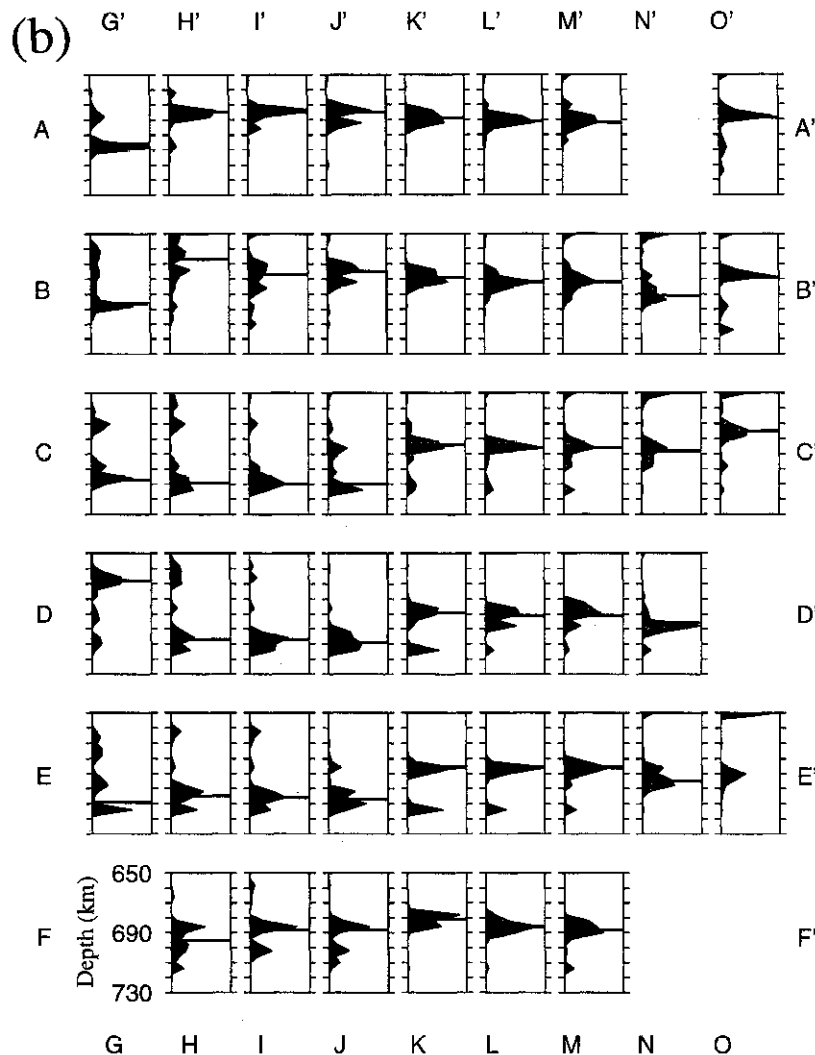 (b) G' H' I' J' K' L' M' N' O'
A A'
B B'
C C'
D D'
E E'
F F'
Depth (km)
650
690
730
G H I J K L M N O